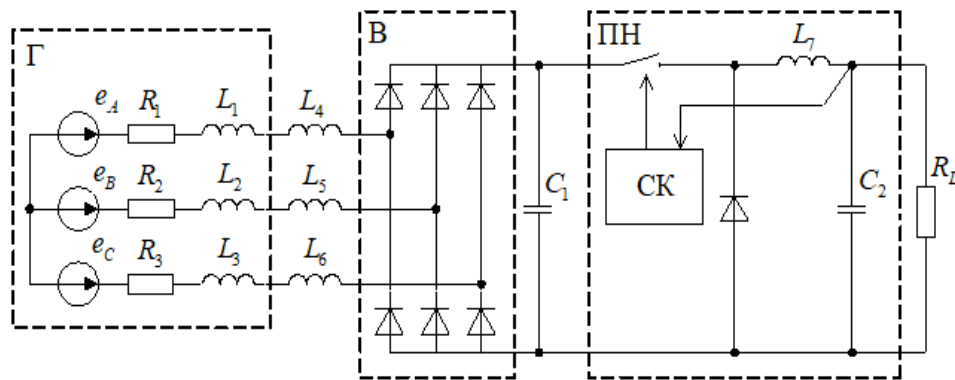 Г
В
ПН
e_A R_1 L_1 L_4
e_B R_2 L_2 L_5
e_C R_3 L_3 L_6
C_1
СК
L_7
C_2
R_L